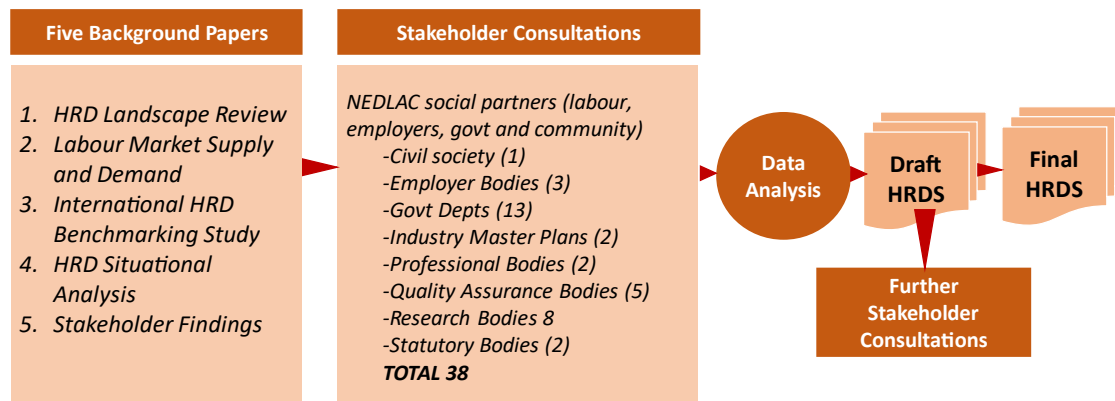 Five Background Papers
1. HRD Landscape Review
2. Labour Market Supply
and Demand
3. International HRD
Benchmarking Study
4. HRD Situational
Analysis
5. Stakeholder Findings
Stakeholder Consultations
NEDLAC social partners (labour,
employers, govt and community)
-Civil society (1)
-Employer Bodies (3)
-Govt Depts (13)
-Industry Master Plans (2)
-Professional Bodies (2)
-Quality Assurance Bodies (5)
-Research Bodies 8
-Statutory Bodies (2)
TOTAL 38
Data
Analysis
Draft
HRDS
Final
HRDS
Further
Stakeholder
Consultations